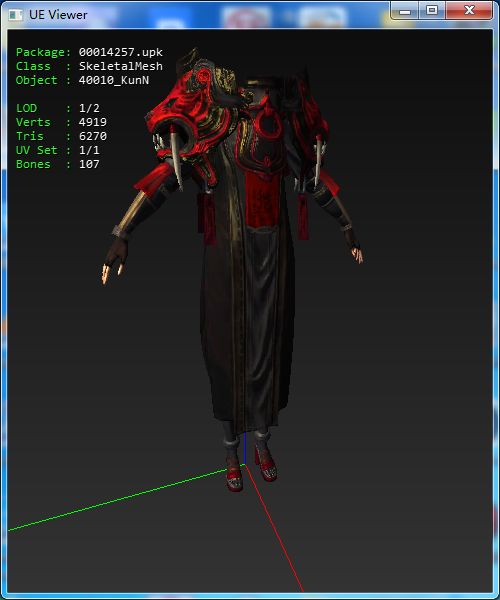 UE Viewer
Package: 00014257.upk
Class : SkeletalMesh
Object : 40010_KunN
LOD : 1/2
Verts : 4919
Tris : 6270
UV Set : 1/1
Bones : 107